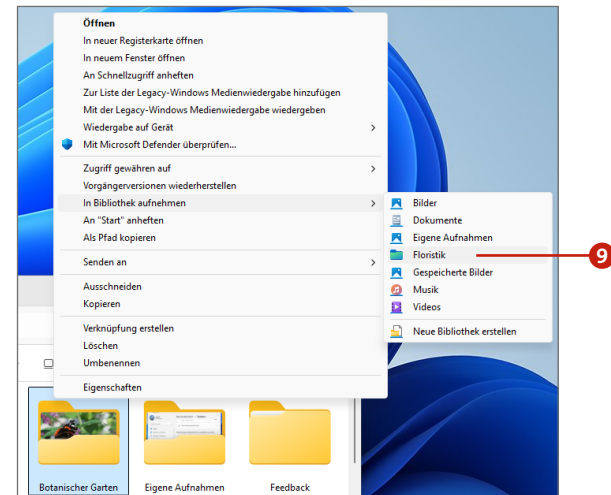 Öffnen
In neuer Registerkarte öffnen
In neuem Fenster öffnen
An Schnellzugriff anheften
Zur Liste der Legacy-Windows Medienwiedergabe hinzufügen
Mit der Legacy-Windows Medienwiedergabe wiedergeben
Wiedergabe auf Gerät
Mit Microsoft Defender überprüfen...
Zugriff gewähren auf
Vorgängerversionen wiederherstellen
In Bibliothek aufnehmen
An "Start" anheften
Als Pfad kopieren
Senden an
Ausschneiden
Kopieren
Verknüpfung erstellen
Löschen
Umbenennen
Eigenschaften
Bilder
Dokumente
Eigene Aufnahmen
Floristik
9
Gespeicherte Bilder
Musik
Videos
Neue Bibliothek erstellen
Botanischer Garten
Eigene Aufnahmen
Feedback